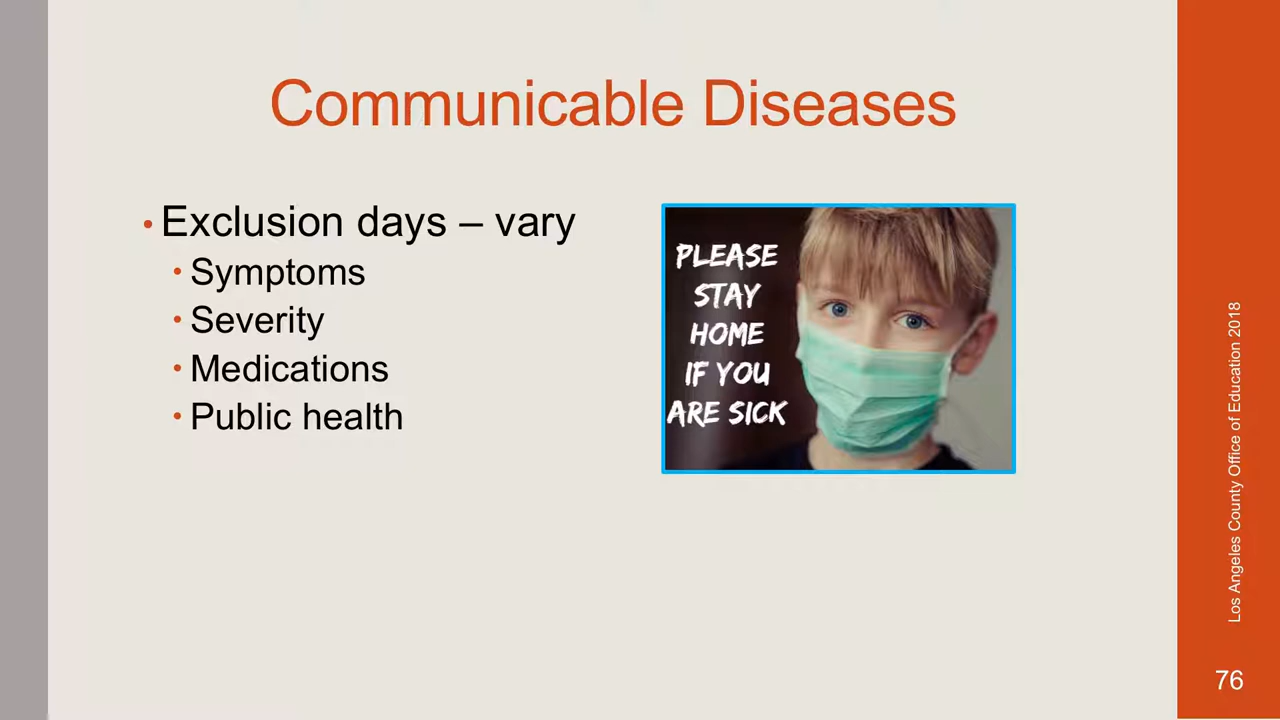 Communicable Diseases
• Exclusion days – vary
• Symptoms
• Severity
• Medications
• Public health
PLEASE
STAY
HOME
IF YOU
ARE SICK
Los Angeles County Office of Education 2018
76